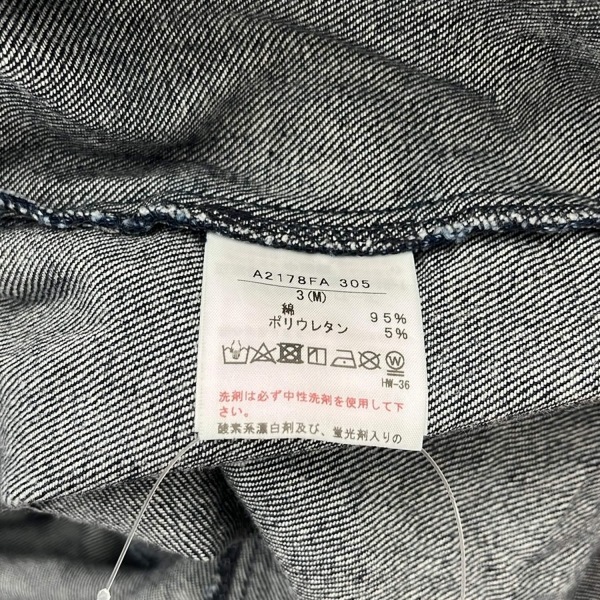 A2178FA 305
3(M)
綿 95%
ポリウレタン 5%
W
HW-36
洗剤は必ず中性洗剤を使用して下
さい。
酸素系漂白剤及び、蛍光剤入りの